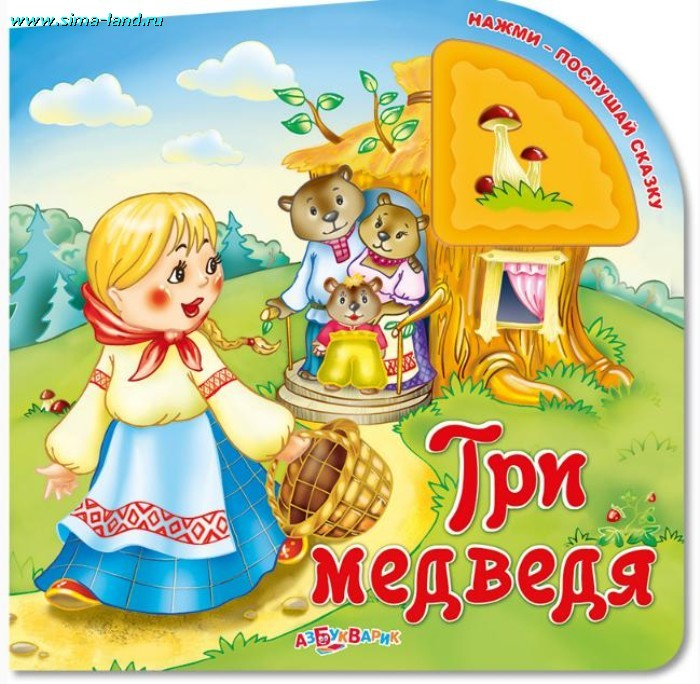 www.sima-land.ru
НАЖМИ - ПОСЛУШАЙ СКАЗКУ
Три
медведя
АЗБУКВАРИК